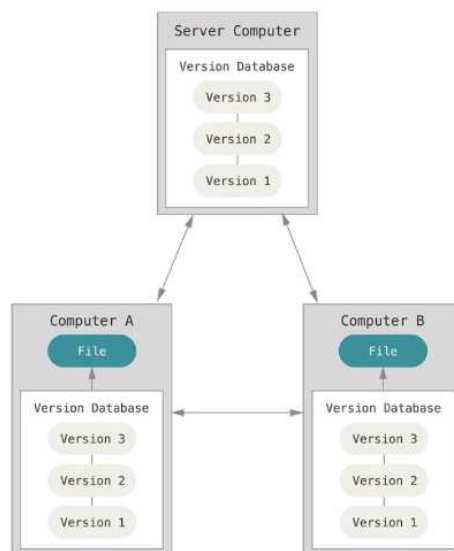 Server Computer
Version Database
Version 3
Version 2
Version 1
Computer A
File
Version Database
Version 3
Version 2
Version 1
Computer B
File
Version Database
Version 3
Version 2
Version 1